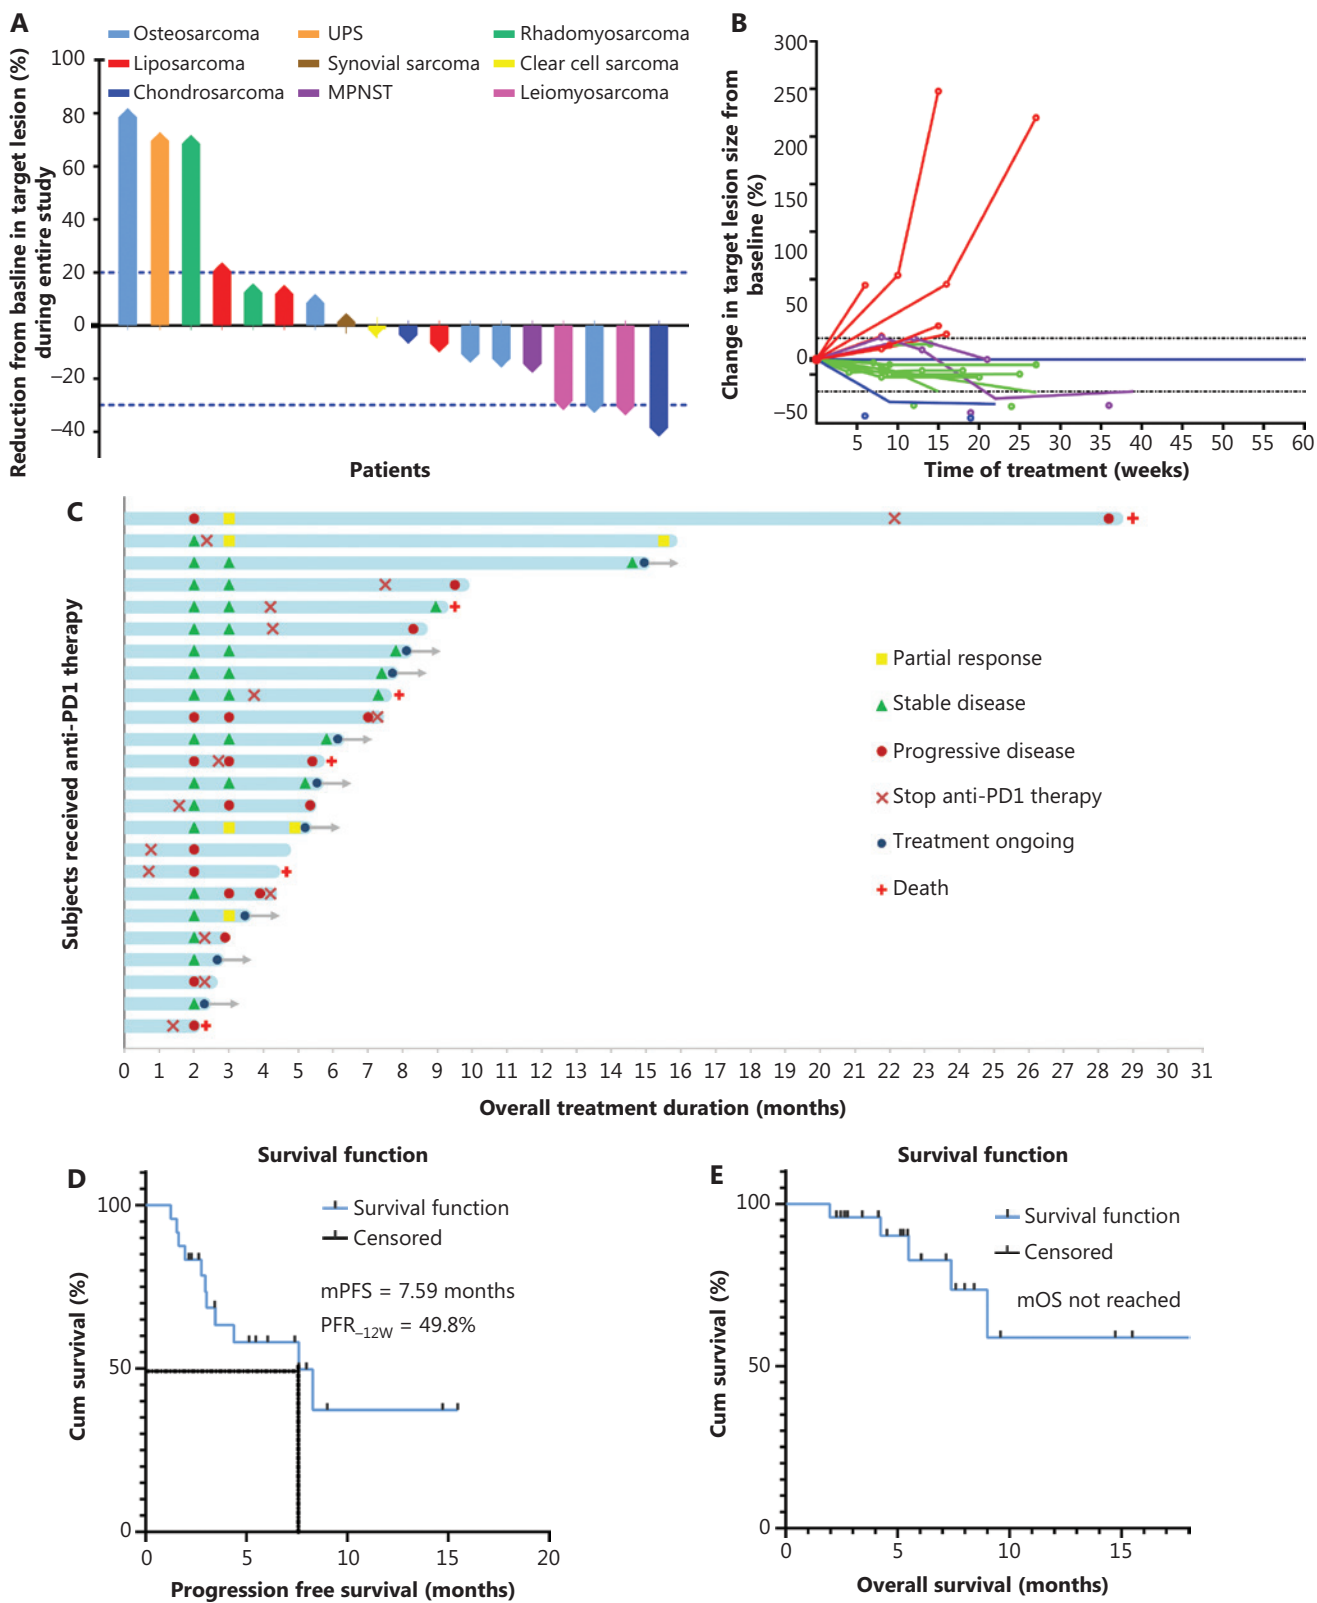 A
Osteosarcoma
UPS
Rhadomyosarcoma
Liposarcoma
Synovial sarcoma
Clear cell sarcoma
Chondrosarcoma
MPNST
Leiomyosarcoma
Reduction from basline in target lesion (%)
during entire study
100
80
60
40
20
0
–20
–40
Patients
B
Change in target lesion size from
baseline (%)
300
250
200
150
100
50
0
–50
5 10 15 20 25 30 35 40 45 50 55 60
Time of treatment (weeks)
C
Subjects received anti-PD1 therapy
Partial response
Stable disease
Progressive disease
Stop anti-PD1 therapy
Treatment ongoing
Death
0 1 2 3 4 5 6 7 8 9 10 11 12 13 14 15 16 17 18 19 20 21 22 23 24 25 26 27 28 29 30 31
Overall treatment duration (months)
D
Survival function
Survival function
Censored
mPFS = 7.59 months
PFR–12W = 49.8%
Cum survival (%)
100
50
0
0 5 10 15 20
Progression free survival (months)
E
Survival function
Survival function
Censored
mOS not reached
Cum survival (%)
100
50
0
0 5 10 15
Overall survival (months)